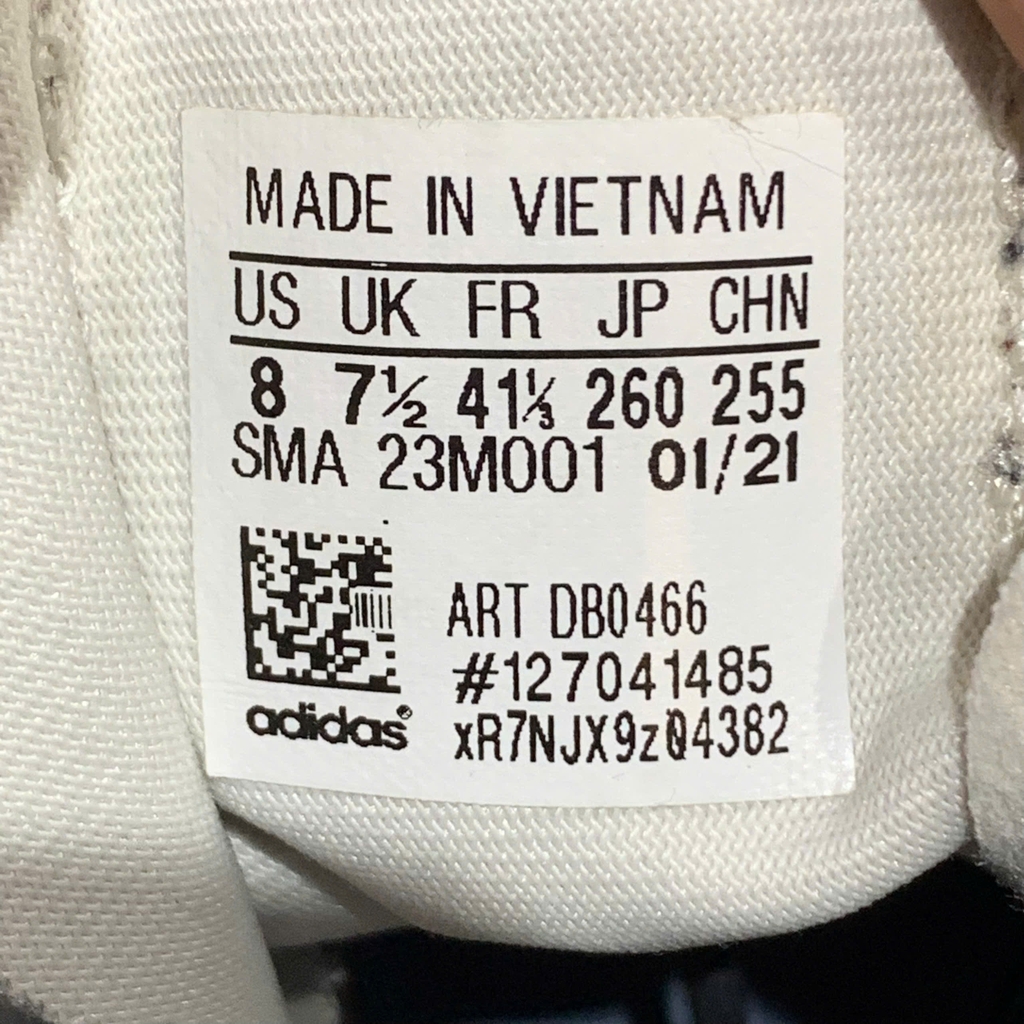 MADE IN VIETNAM
US UK FR JP CHN
8 7½ 41⅓ 260 255
SMA 23M001 01/21
ART DB0466
#127041485
xR7NJX9z04382
adidas®